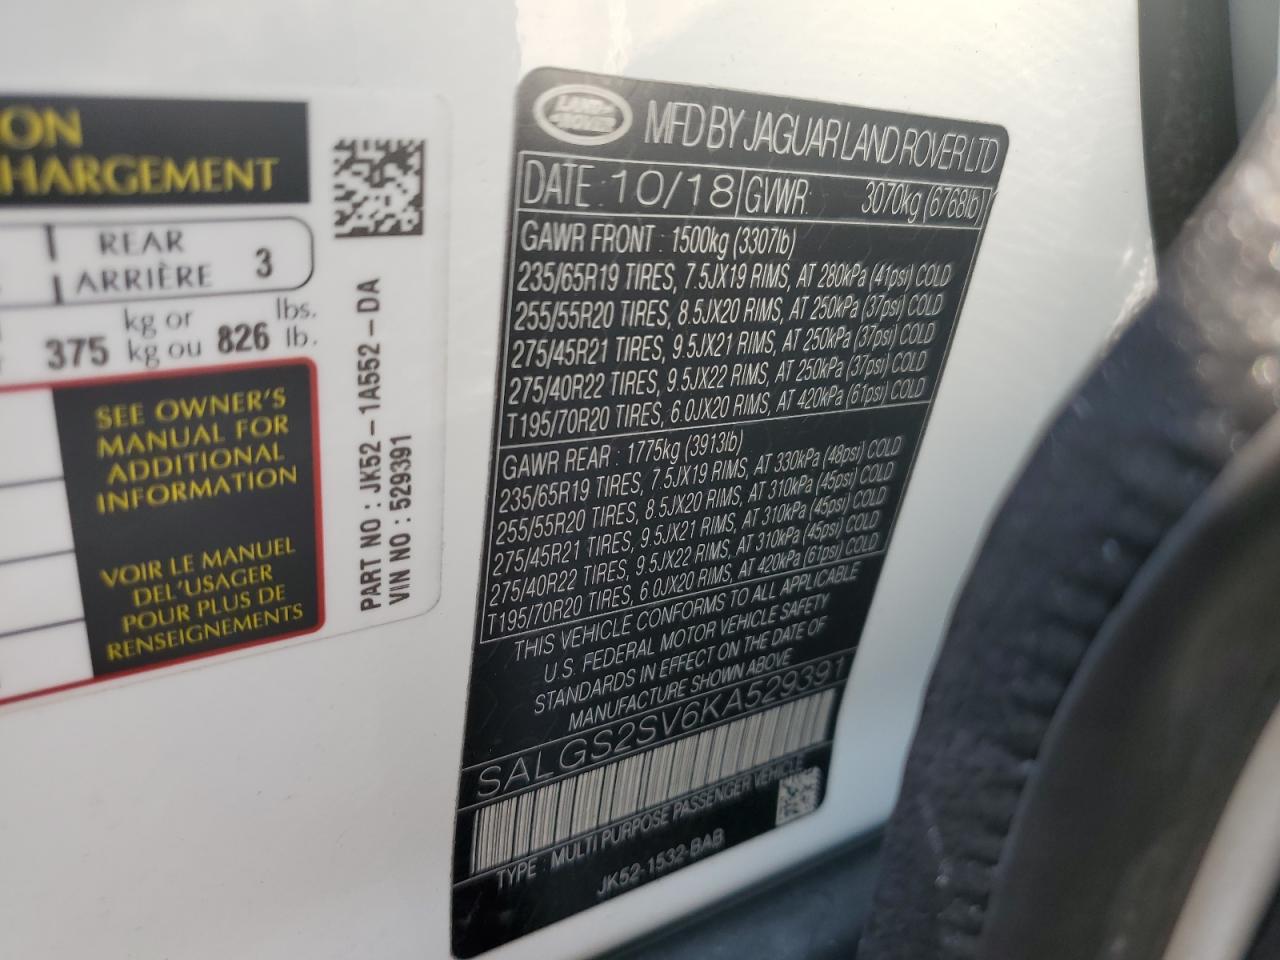 ON
HARGEMENT
REAR
ARRIÈRE 3
375 kg or 826 lbs.
kg ou lb.
SEE OWNER'S
MANUAL FOR
ADDITIONAL
INFORMATION
VOIR LE MANUEL
DEL'USAGER
POUR PLUS DE
RENSEIGNEMENTS
PART NO : JK52-1A552-DA
VIN NO : 529391
LAND ROVER
MFD BY JAGUAR LAND ROVER LTD
DATE : 10/18 GVWR: 3070kg (6768lb)
GAWR FRONT : 1500kg (3307lb)
235/65R19 TIRES, 7.5JX19 RIMS, AT 280kPa (41psi) COLD
255/55R20 TIRES, 8.5JX20 RIMS, AT 250kPa (37psi) COLD
275/45R21 TIRES, 9.5JX21 RIMS, AT 250kPa (37psi) COLD
275/40R22 TIRES, 9.5JX22 RIMS, AT 250kPa (37psi) COLD
T195/70R20 TIRES, 6.0JX20 RIMS, AT 420kPa (61psi) COLD
GAWR REAR : 1775kg (3913lb)
235/65R19 TIRES, 7.5JX19 RIMS, AT 330kPa (48psi) COLD
255/55R20 TIRES, 8.5JX20 RIMS, AT 310kPa (45psi) COLD
275/45R21 TIRES, 9.5JX21 RIMS, AT 310kPa (45psi) COLD
275/40R22 TIRES, 9.5JX22 RIMS, AT 310kPa (45psi) COLD
T195/70R20 TIRES, 6.0JX20 RIMS, AT 420kPa (61psi) COLD
THIS VEHICLE CONFORMS TO ALL APPLICABLE
U.S. FEDERAL MOTOR VEHICLE SAFETY
STANDARDS IN EFFECT ON THE DATE OF
MANUFACTURE SHOWN ABOVE
SALGS2SV6KA529391
TYPE : MULTI PURPOSE PASSENGER VEHICLE
JK52-1532-BAB